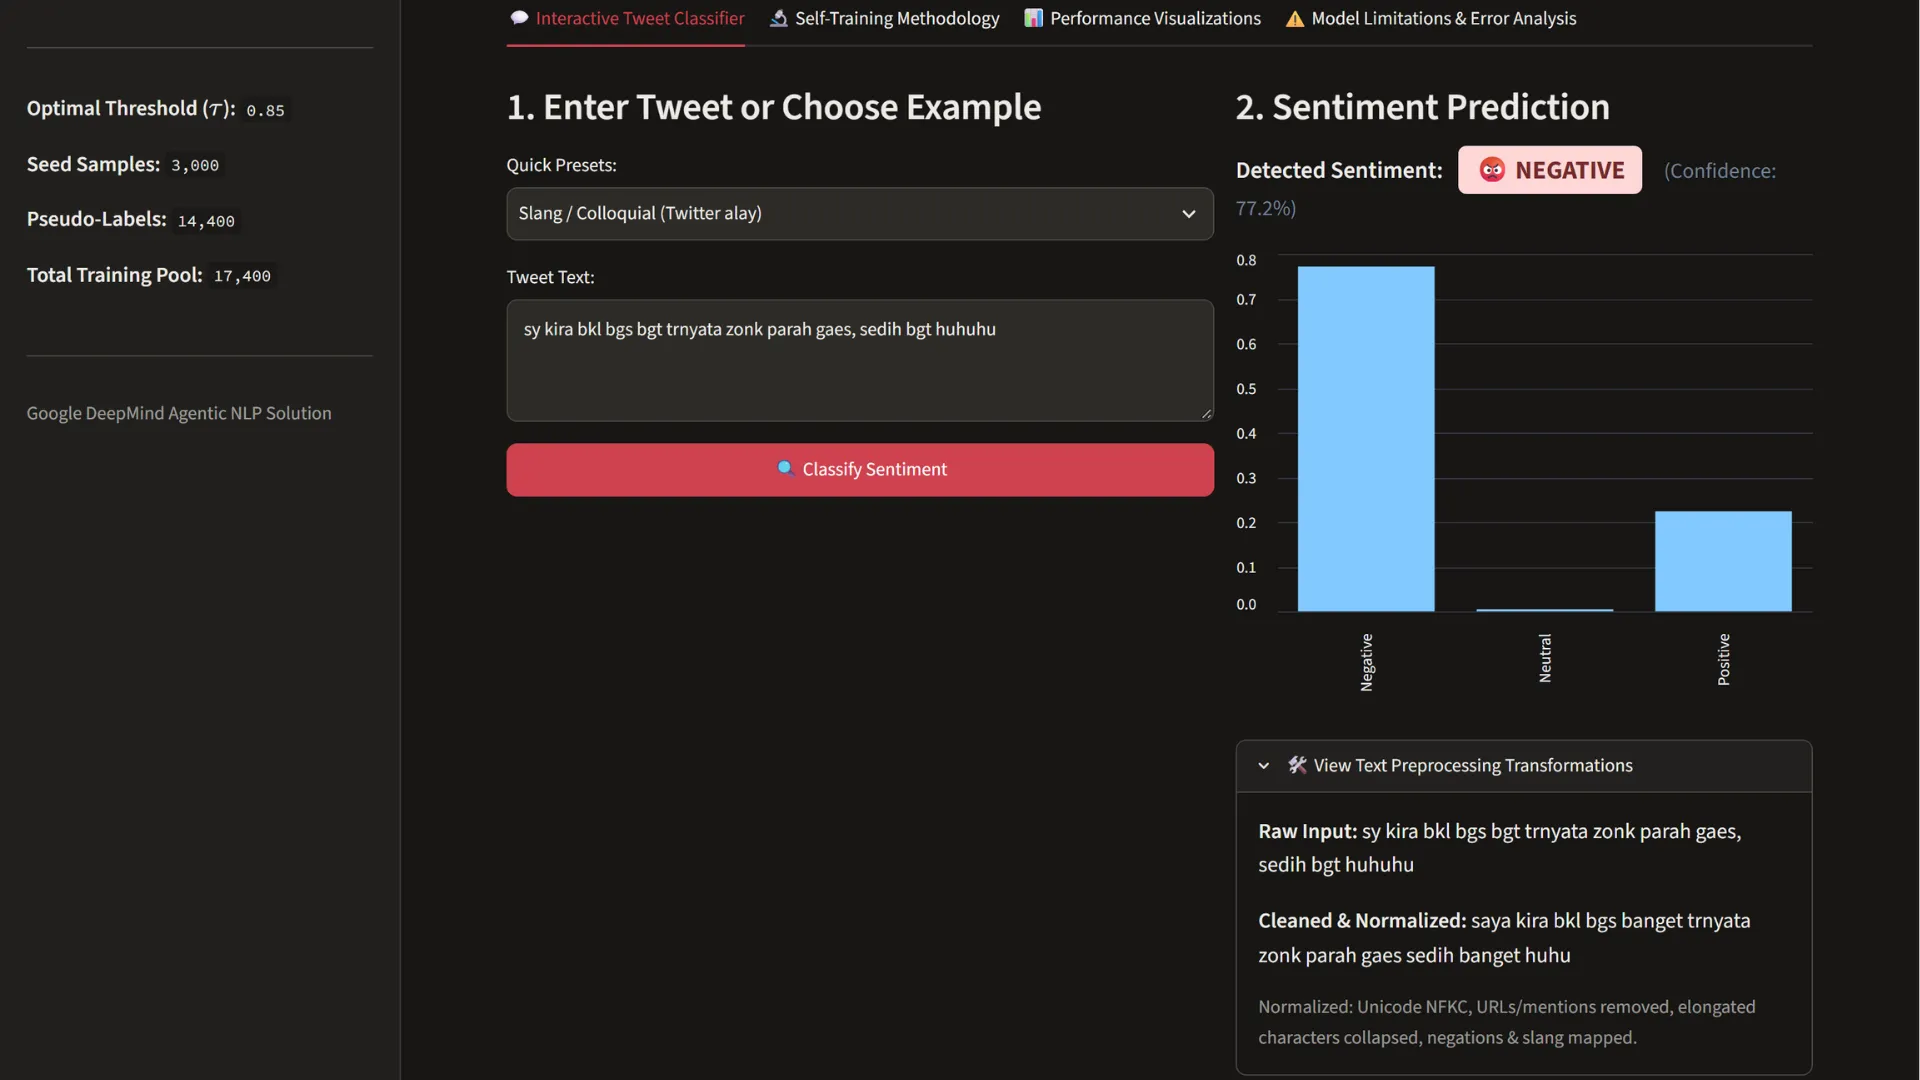 💬 Interactive Tweet Classifier
🔬 Self-Training Methodology
📊 Performance Visualizations
⚠️ Model Limitations & Error Analysis
Optimal Threshold (τ): 0.85
Seed Samples: 3,000
Pseudo-Labels: 14,400
Total Training Pool: 17,400
Google DeepMind Agentic NLP Solution
1. Enter Tweet or Choose Example
Quick Presets:
Slang / Colloquial (Twitter alay)
Tweet Text:
sy kira bkl bgs bgt trnyata zonk parah gaes, sedih bgt huhuhu
🔍 Classify Sentiment
2. Sentiment Prediction
Detected Sentiment: 😡 NEGATIVE (Confidence:
77.2%)
0.8
0.7
0.6
0.5
0.4
0.3
0.2
0.1
0.0
Negative
Neutral
Positive
🛠️ View Text Preprocessing Transformations
Raw Input: sy kira bkl bgs bgt trnyata zonk parah gaes,
sedih bgt huhuhu
Cleaned & Normalized: saya kira bkl bgs banget trnyata
zonk parah gaes sedih banget huhu
Normalized: Unicode NFKC, URLs/mentions removed, elongated
characters collapsed, negations & slang mapped.